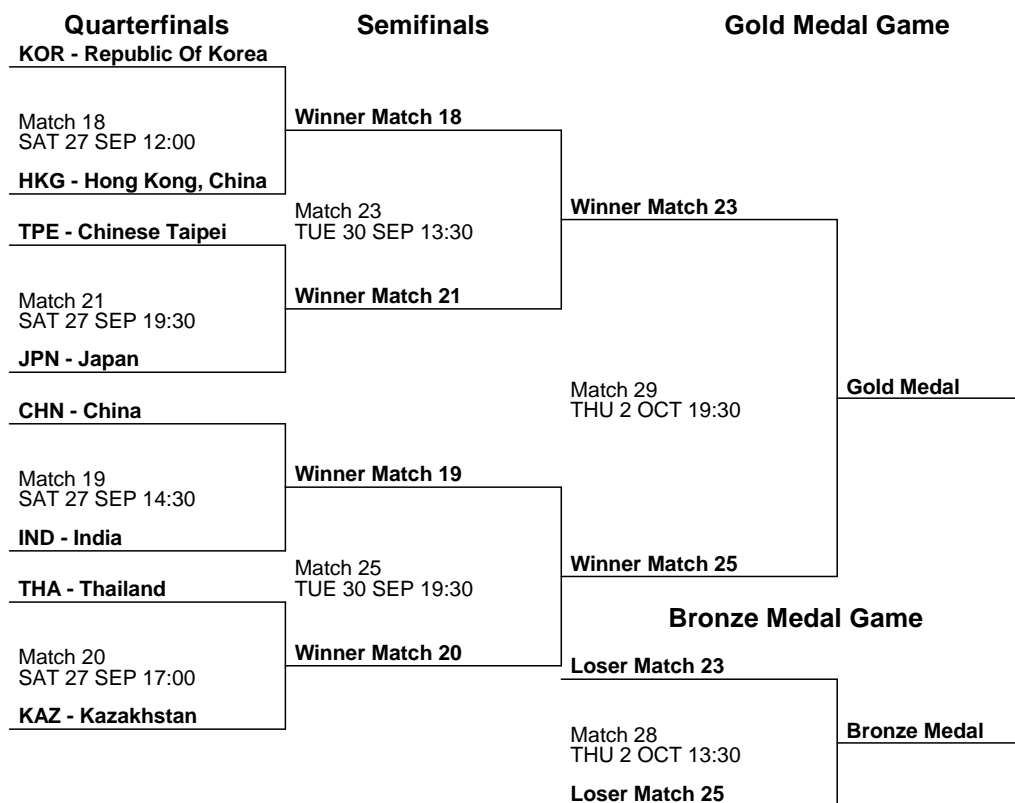 Quarterfinals
Semifinals
Gold Medal Game
KOR - Republic Of Korea
Match 18
SAT 27 SEP 12:00
HKG - Hong Kong, China
TPE - Chinese Taipei
Match 21
SAT 27 SEP 19:30
JPN - Japan
CHN - China
Match 19
SAT 27 SEP 14:30
IND - India
THA - Thailand
Match 20
SAT 27 SEP 17:00
KAZ - Kazakhstan
Winner Match 18
Match 23
TUE 30 SEP 13:30
Winner Match 21
Winner Match 19
Match 25
TUE 30 SEP 19:30
Winner Match 20
Winner Match 23
Match 29
THU 2 OCT 19:30
Winner Match 25
Gold Medal
Bronze Medal Game
Loser Match 23
Match 28
THU 2 OCT 13:30
Loser Match 25
Bronze Medal